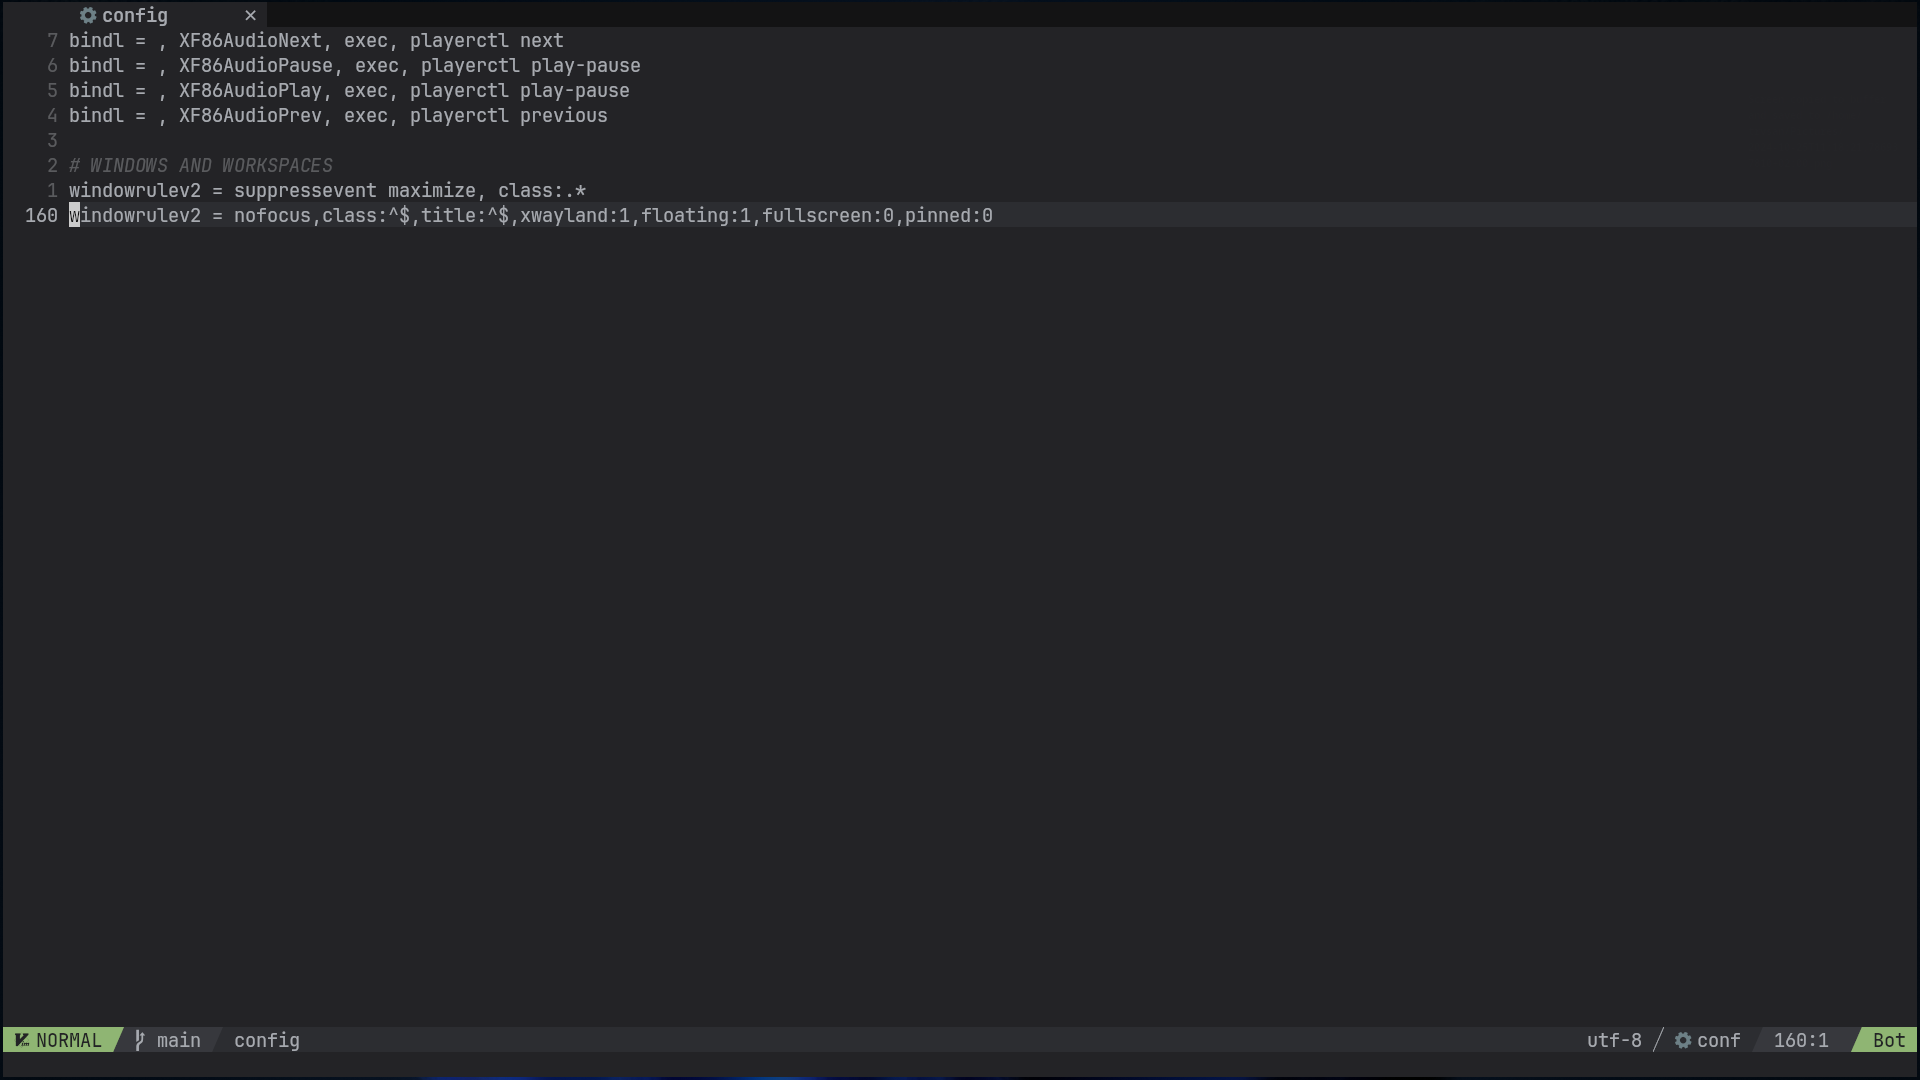 config ✕
7 bindl = , XF86AudioNext, exec, playerctl next
6 bindl = , XF86AudioPause, exec, playerctl play-pause
5 bindl = , XF86AudioPlay, exec, playerctl play-pause
4 bindl = , XF86AudioPrev, exec, playerctl previous
3
2 # WINDOWS AND WORKSPACES
1 windowrulev2 = suppressevent maximize, class:.*
160 windowrulev2 = nofocus,class:^$,title:^$,xwayland:1,floating:1,fullscreen:0,pinned:0
NORMAL main config utf-8 conf 160:1 Bot